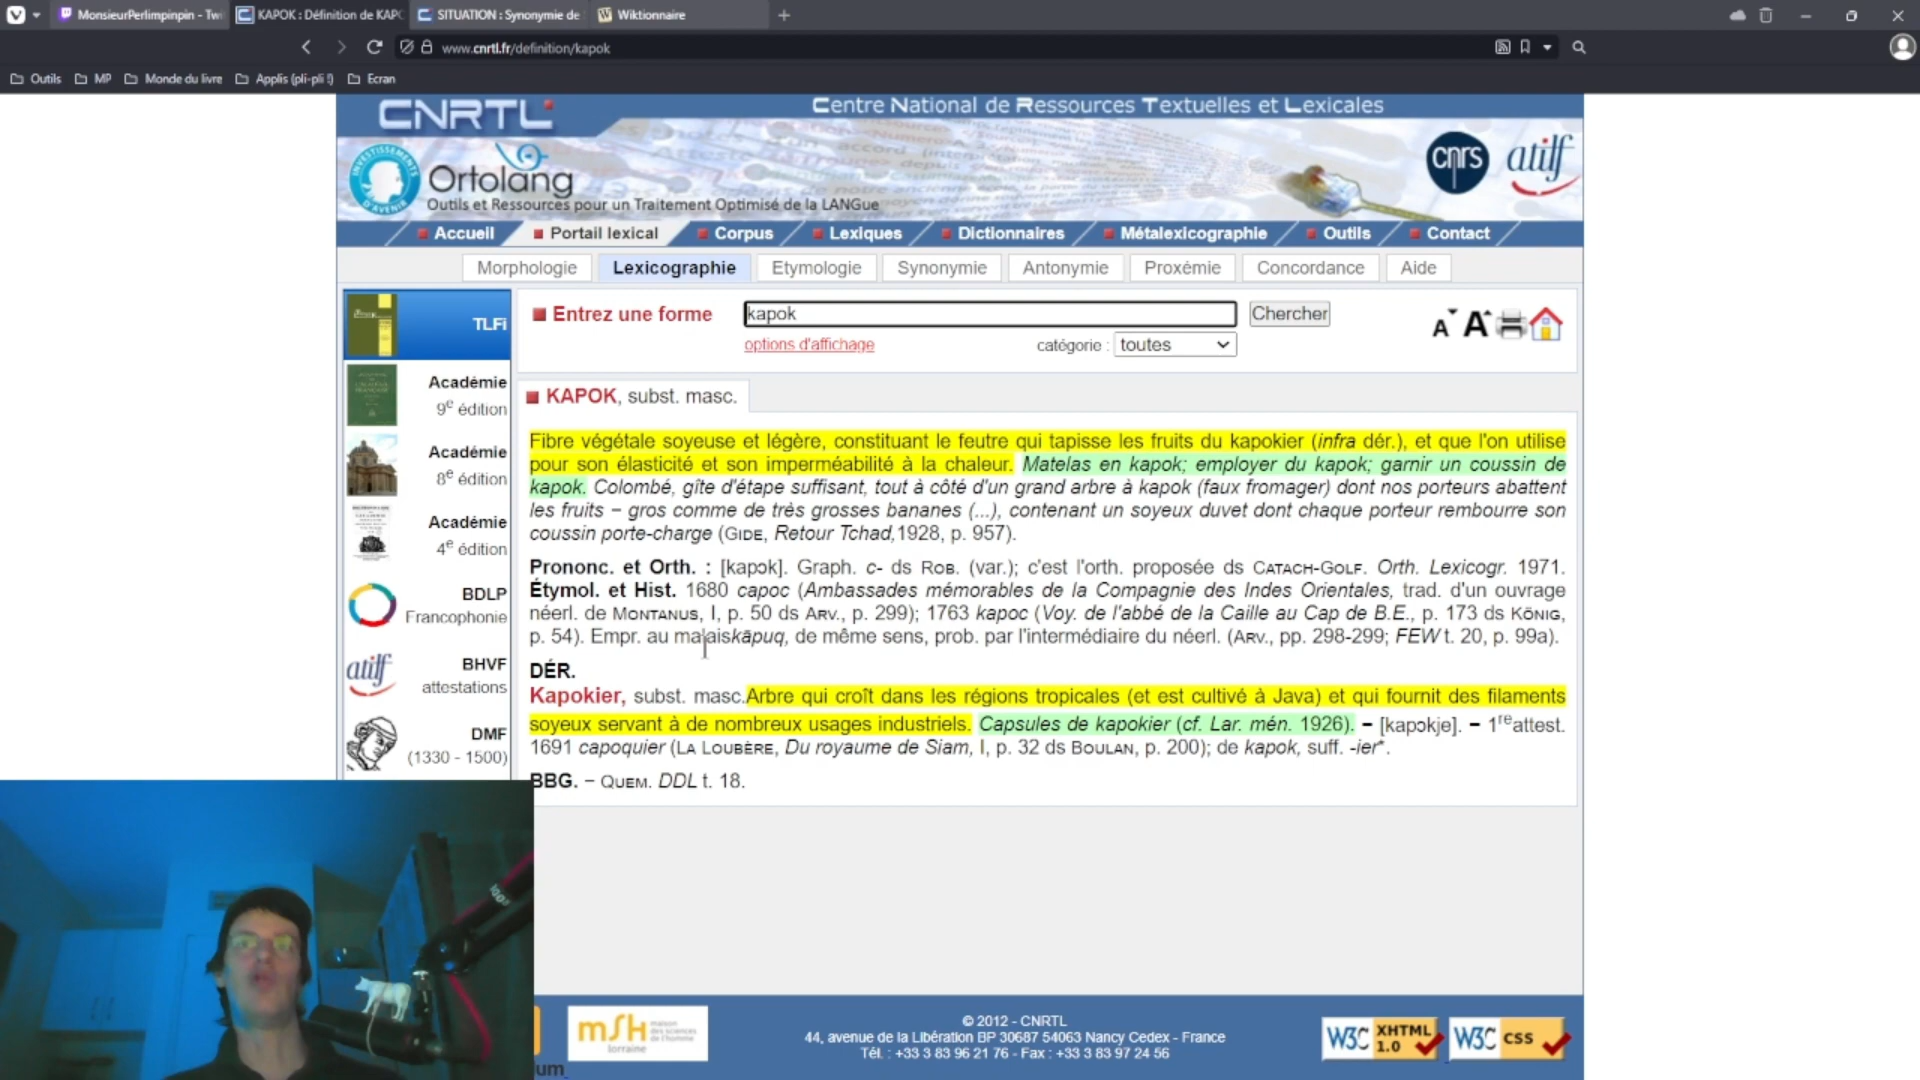 MonsieurPerlimpinpin - Tw
KAPOK : Définition de KAPO
SITUATION : Synonymie de
Wiktionnaire
www.cnrtl.fr/definition/kapok
Outils
MP
Monde du livre
Applis (pli-pli !)
Ecran
CNRTL
Centre National de Ressources Textuelles et Lexicales
INVESTISSEMENTS D'AVENIR
Ortolang
Outils et Ressources pour un Traitement Optimisé de la LANGue
cnrs
atilf
Accueil
Portail lexical
Corpus
Lexiques
Dictionnaires
Métalexicographie
Outils
Contact
Morphologie
Lexicographie
Etymologie
Synonymie
Antonymie
Proxémie
Concordance
Aide
TLFi
Académie
9e édition
Académie
8e édition
Académie
4e édition
BDLP
Francophonie
atilf
BHVF
attestations
DMF
(1330 - 1500)
Entrez une forme
kapok
Chercher
options d'affichage
catégorie :
toutes
A A
KAPOK, subst. masc.
Fibre végétale soyeuse et légère, constituant le feutre qui tapisse les fruits du kapokier (infra dér.), et que l'on utilise
pour son élasticité et son imperméabilité à la chaleur. Matelas en kapok; employer du kapok; garnir un coussin de
kapok. Colombé, gîte d'étape suffisant, tout à côté d'un grand arbre à kapok (faux fromager) dont nos porteurs abattent
les fruits − gros comme de très grosses bananes (...), contenant un soyeux duvet dont chaque porteur rembourre son
coussin porte-charge (GIDE, Retour Tchad,1928, p. 957).
Prononc. et Orth. : [kapɔk]. Graph. c- ds ROB. (var.); c'est l'orth. proposée ds CATACH-GOLF. Orth. Lexicogr. 1971.
Étymol. et Hist. 1680 capoc (Ambassades mémorables de la Compagnie des Indes Orientales, trad. d'un ouvrage
néerl. de MONTANUS, I, p. 50 ds ARV., p. 299); 1763 kapoc (Voy. de l'abbé de la Caille au Cap de B.E., p. 173 ds KÖNIG,
p. 54). Empr. au malaiskāpuq, de même sens, prob. par l'intermédiaire du néerl. (ARV., pp. 298-299; FEW t. 20, p. 99a).
DÉR.
Kapokier, subst. masc.Arbre qui croît dans les régions tropicales (et est cultivé à Java) et qui fournit des filaments
soyeux servant à de nombreux usages industriels. Capsules de kapokier (cf. Lar. mén. 1926). − [kapɔkje]. − 1re attest.
1691 capoquier (LA LOUBÈRE, Du royaume de Siam, I, p. 32 ds BOULAN, p. 200); de kapok, suff. -ier*.
BBG. − QUEM. DDL t. 18.
um
msh
maison des sciences de l'homme
lorraine
© 2012 - CNRTL
44, avenue de la Libération BP 30687 54063 Nancy Cedex - France
Tél. : +33 3 83 96 21 76 - Fax : +33 3 83 97 24 56
W3C XHTML 1.0
W3C CSS